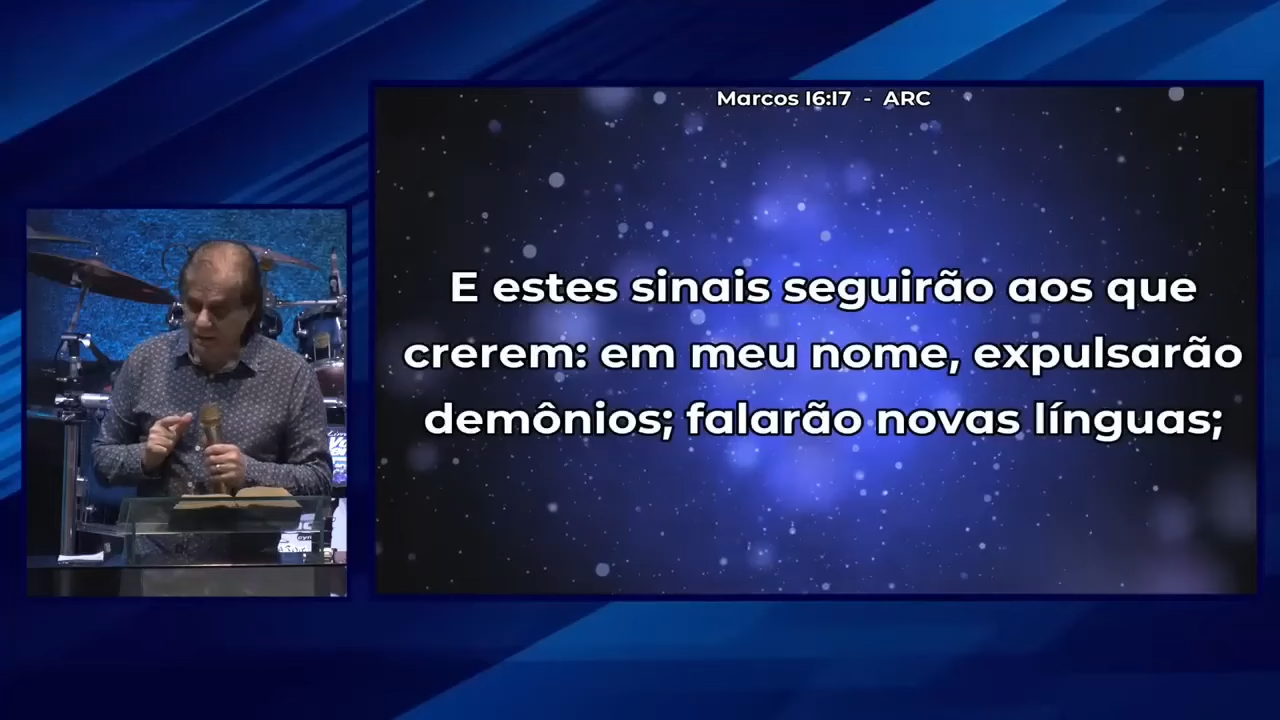 Marcos 16:17 - ARC
E estes sinais seguirão aos que
crerem: em meu nome, expulsarão
demônios; falarão novas línguas;